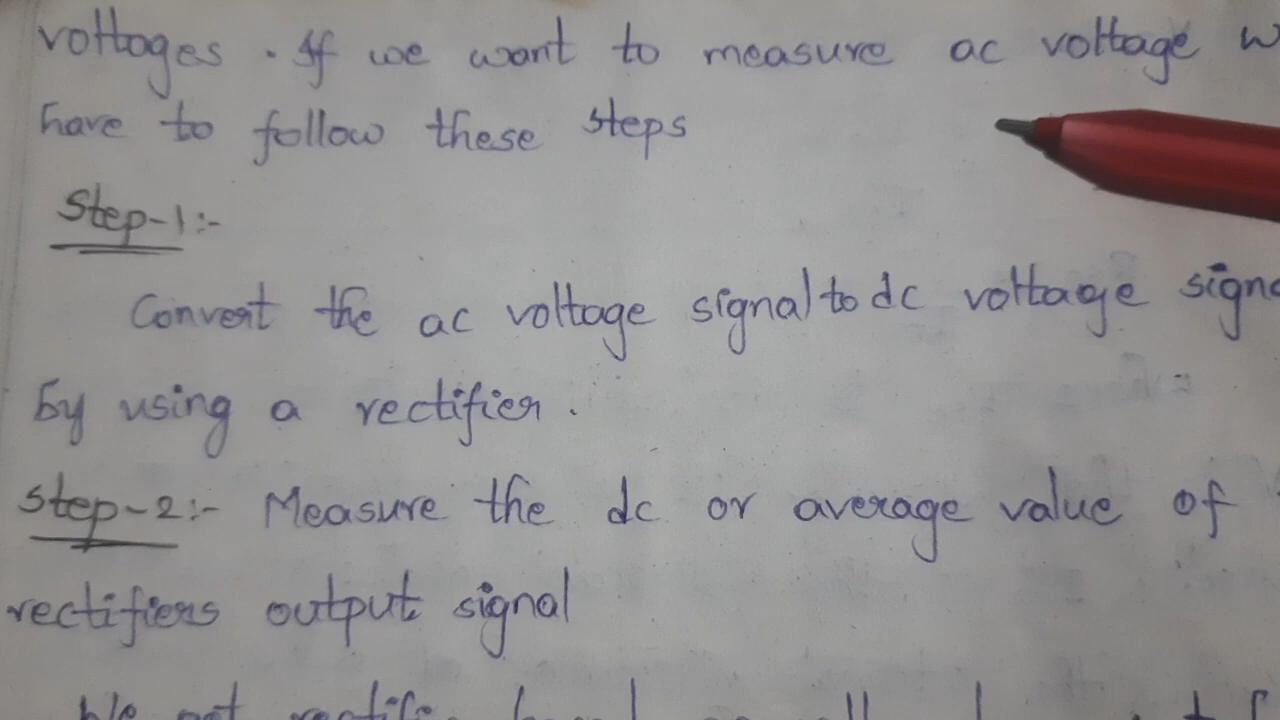 voltages. If we want to measure ac voltage w
have to follow these steps
Step-1:-
Convert the ac voltage signal to dc voltage signa
by using a rectifier.
Step-2:- Measure the dc or average value of
rectifiers output signal